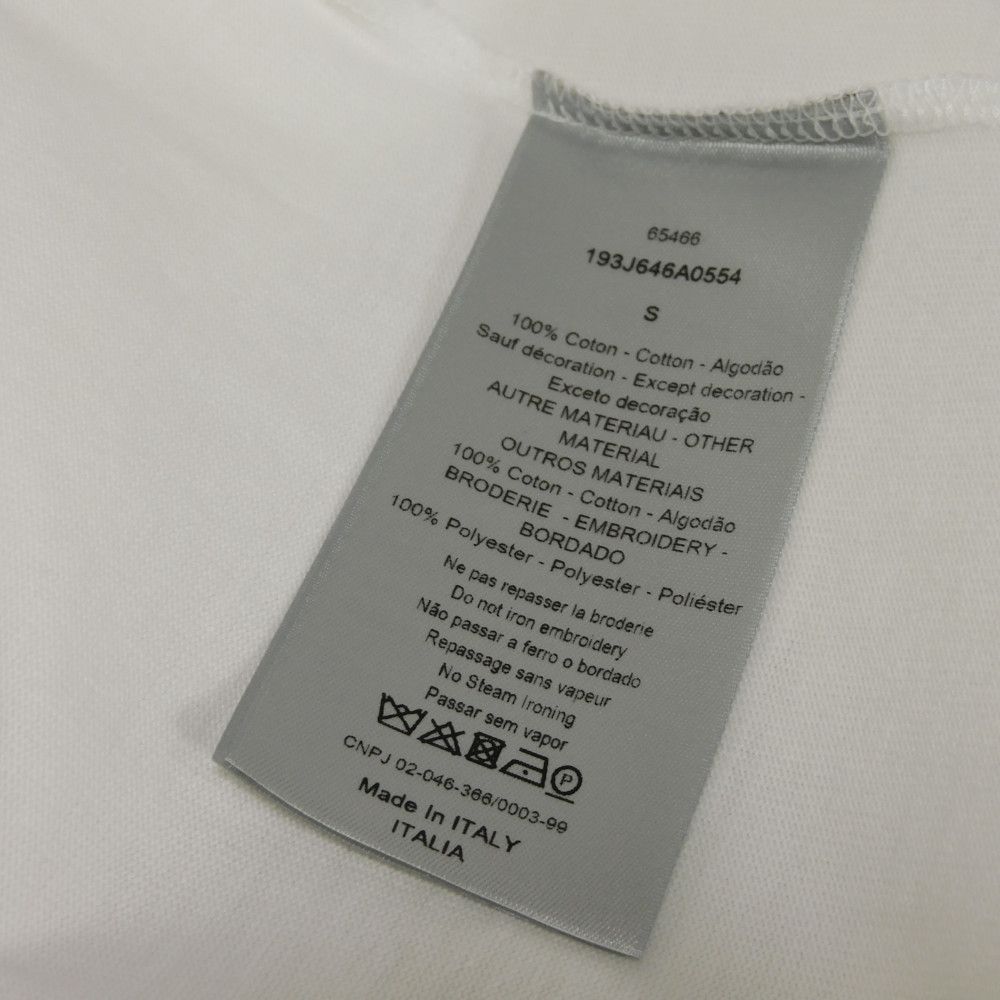 65466
193J646A0554
S
100% Coton - Cotton - Algodão
Sauf décoration - Except decoration -
Exceto decoração
AUTRE MATERIAU - OTHER
MATERIAL
OUTROS MATERIAIS
100% Coton - Cotton - Algodão
BRODERIE - EMBROIDERY -
BORDADO
100% Polyester - Polyester - Poliéster
Ne pas repasser la broderie
Do not iron embroidery
Não passar a ferro o bordado
Repassage sans vapeur
No Steam Ironing
Passar sem vapor
P
CNPJ 02-046-366/0003-99
Made In ITALY
ITALIA